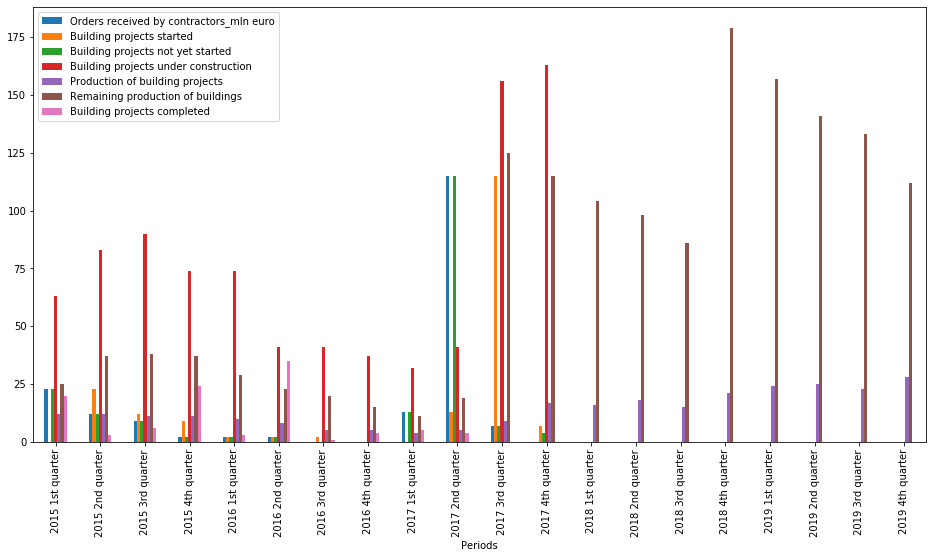 Orders received by contractors_mln euro
Building projects started
Building projects not yet started
Building projects under construction
Production of building projects
Remaining production of buildings
Building projects completed
175
150
125
100
75
50
25
0
2015 1st quarter
2015 2nd quarter
2015 3rd quarter
2015 4th quarter
2016 1st quarter
2016 2nd quarter
2016 3rd quarter
2016 4th quarter
2017 1st quarter
2017 2nd quarter
2017 3rd quarter
2017 4th quarter
2018 1st quarter
2018 2nd quarter
2018 3rd quarter
2018 4th quarter
2019 1st quarter
2019 2nd quarter
2019 3rd quarter
2019 4th quarter
Periods